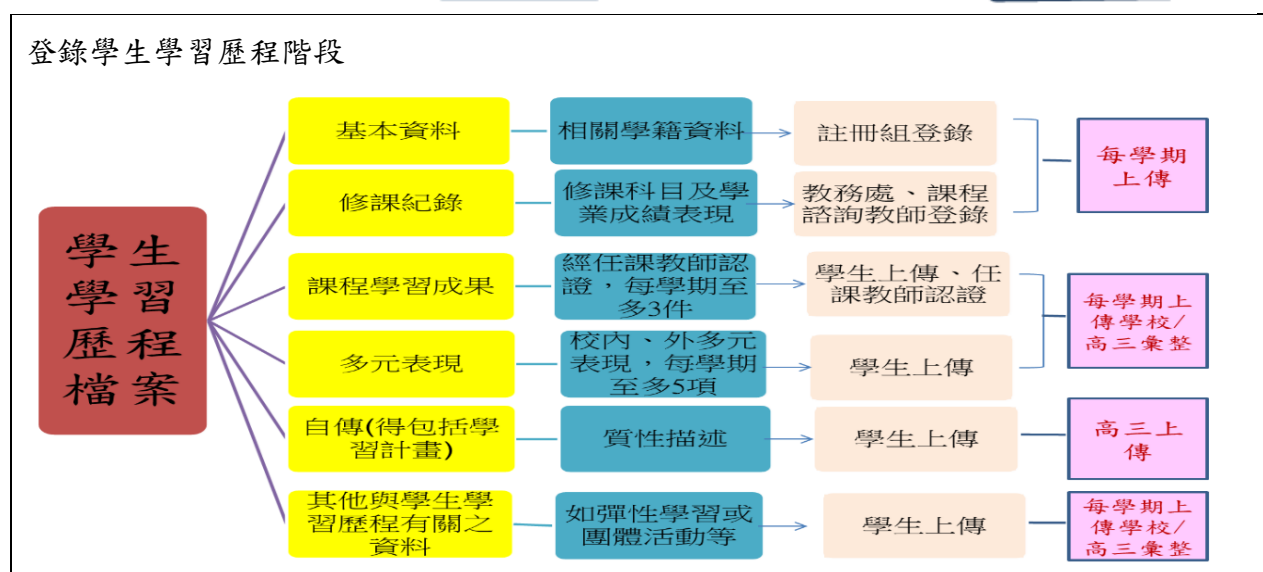 登錄學生學習歷程階段
學生
學習
歷程
檔案
基本資料
相關學籍資料
註冊組登錄
修課紀錄
修課科目及學
業成績表現
教務處、課程
諮詢教師登錄
每學期
上傳
課程學習成果
經任課教師認
證，每學期至
多3件
學生上傳、任
課教師認證
多元表現
校內、外多元
表現，每學期
至多5項
學生上傳
每學期上
傳學校/
高三彙整
自傳(得包括學
習計畫)
質性描述
學生上傳
高三上
傳
其他與學生學
習歷程有關之
資料
如彈性學習或
團體活動等
學生上傳
每學期上
傳學校/
高三彙整